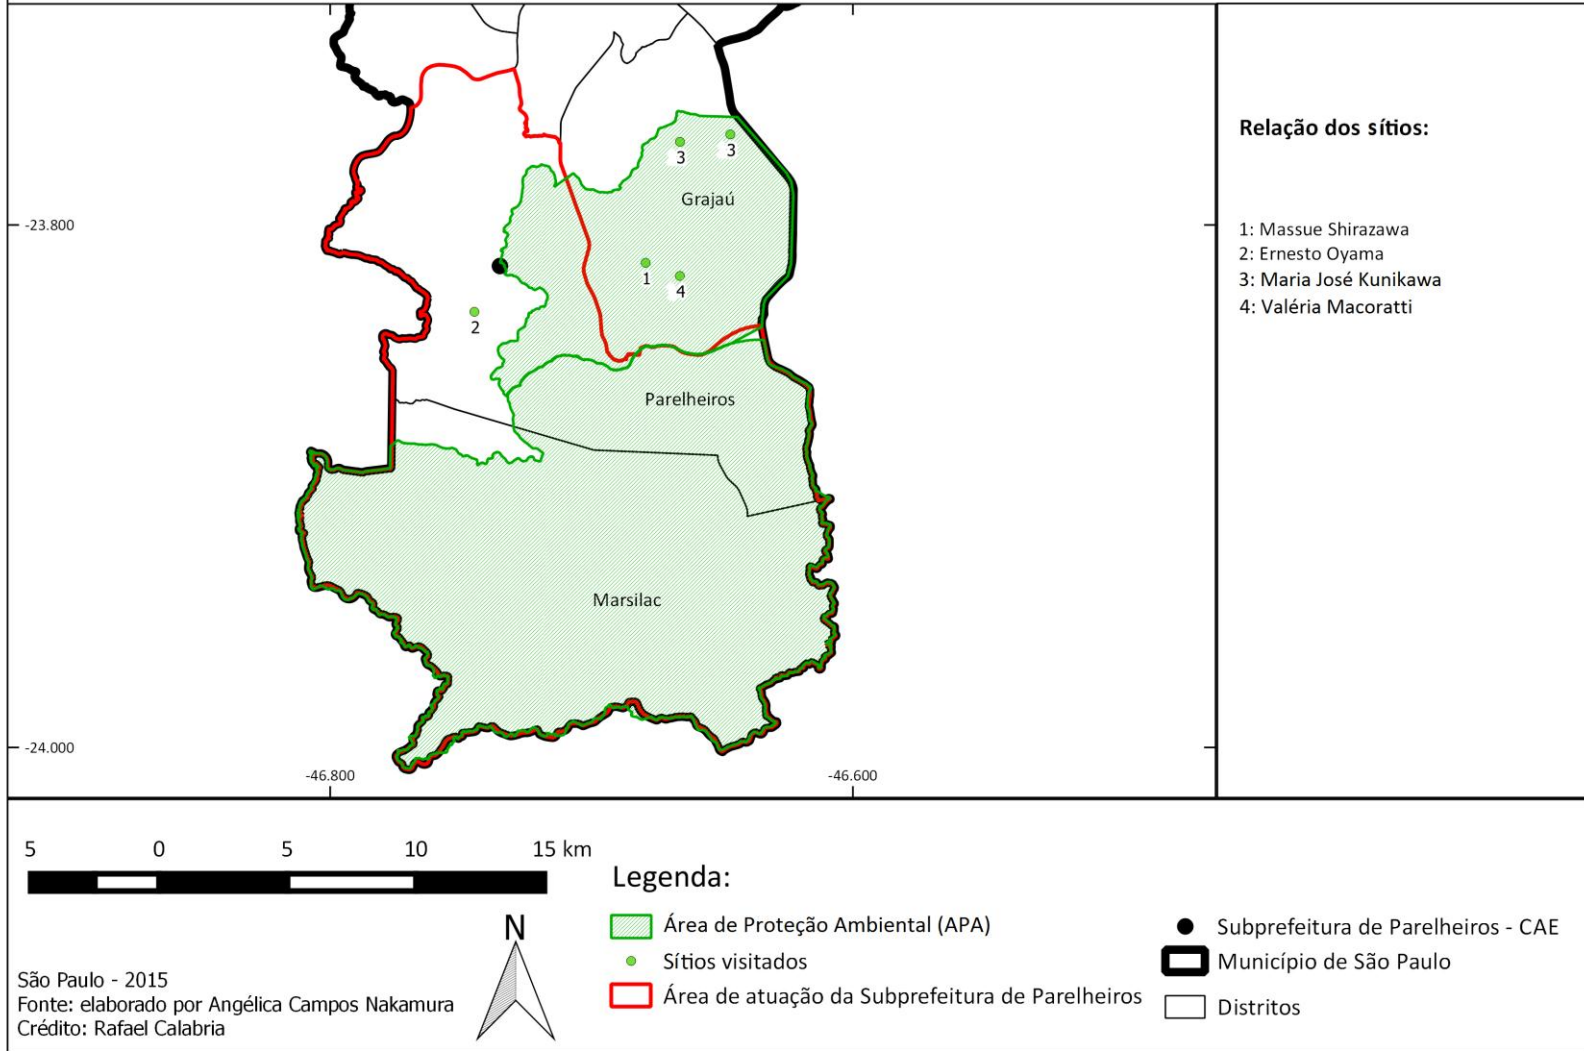 3
3
Grajaú
-23.800
1
4
2
Parelheiros
Marsilac
-24.000
-46.800
-46.600
Relação dos sítios:
1: Massue Shirazawa
2: Ernesto Oyama
3: Maria José Kunikawa
4: Valéria Macoratti
5 0 5 10 15 km
N
São Paulo - 2015
Fonte: elaborado por Angélica Campos Nakamura
Crédito: Rafael Calabria
Legenda:
Área de Proteção Ambiental (APA)
Sítios visitados
Área de atuação da Subprefeitura de Parelheiros
Subprefeitura de Parelheiros - CAE
Município de São Paulo
Distritos